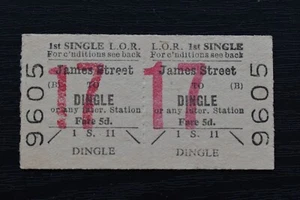 1st SINGLE L.O.R. 1st SINGLE
For c'nditions see back For c'nditions see back
James Street James Street
(B) TO TO (B)
DINGLE DINGLE
or any inter. Station or any inter. Station
Fare 5d. Fare 5d.
1 S. 11 1 S. 11
DINGLE DINGLE
17 17
9605 9605